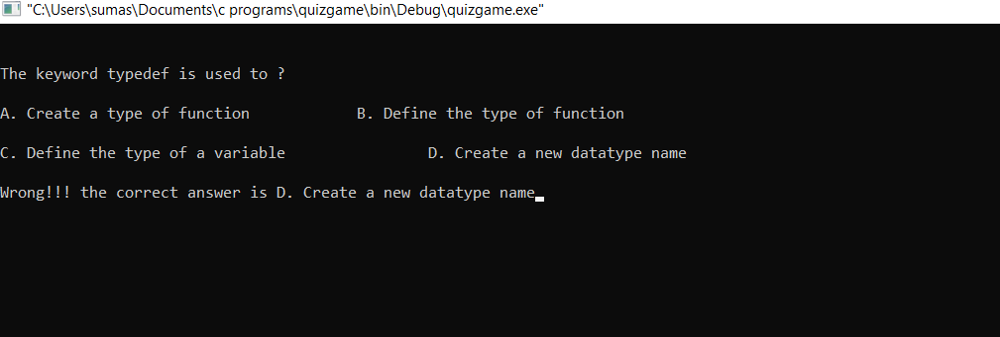 "C:\Users\sumas\Documents\c programs\quizgame\bin\Debug\quizgame.exe"
The keyword typedef is used to ?
A. Create a type of function B. Define the type of function
C. Define the type of a variable D. Create a new datatype name
Wrong!!! the correct answer is D. Create a new datatype name